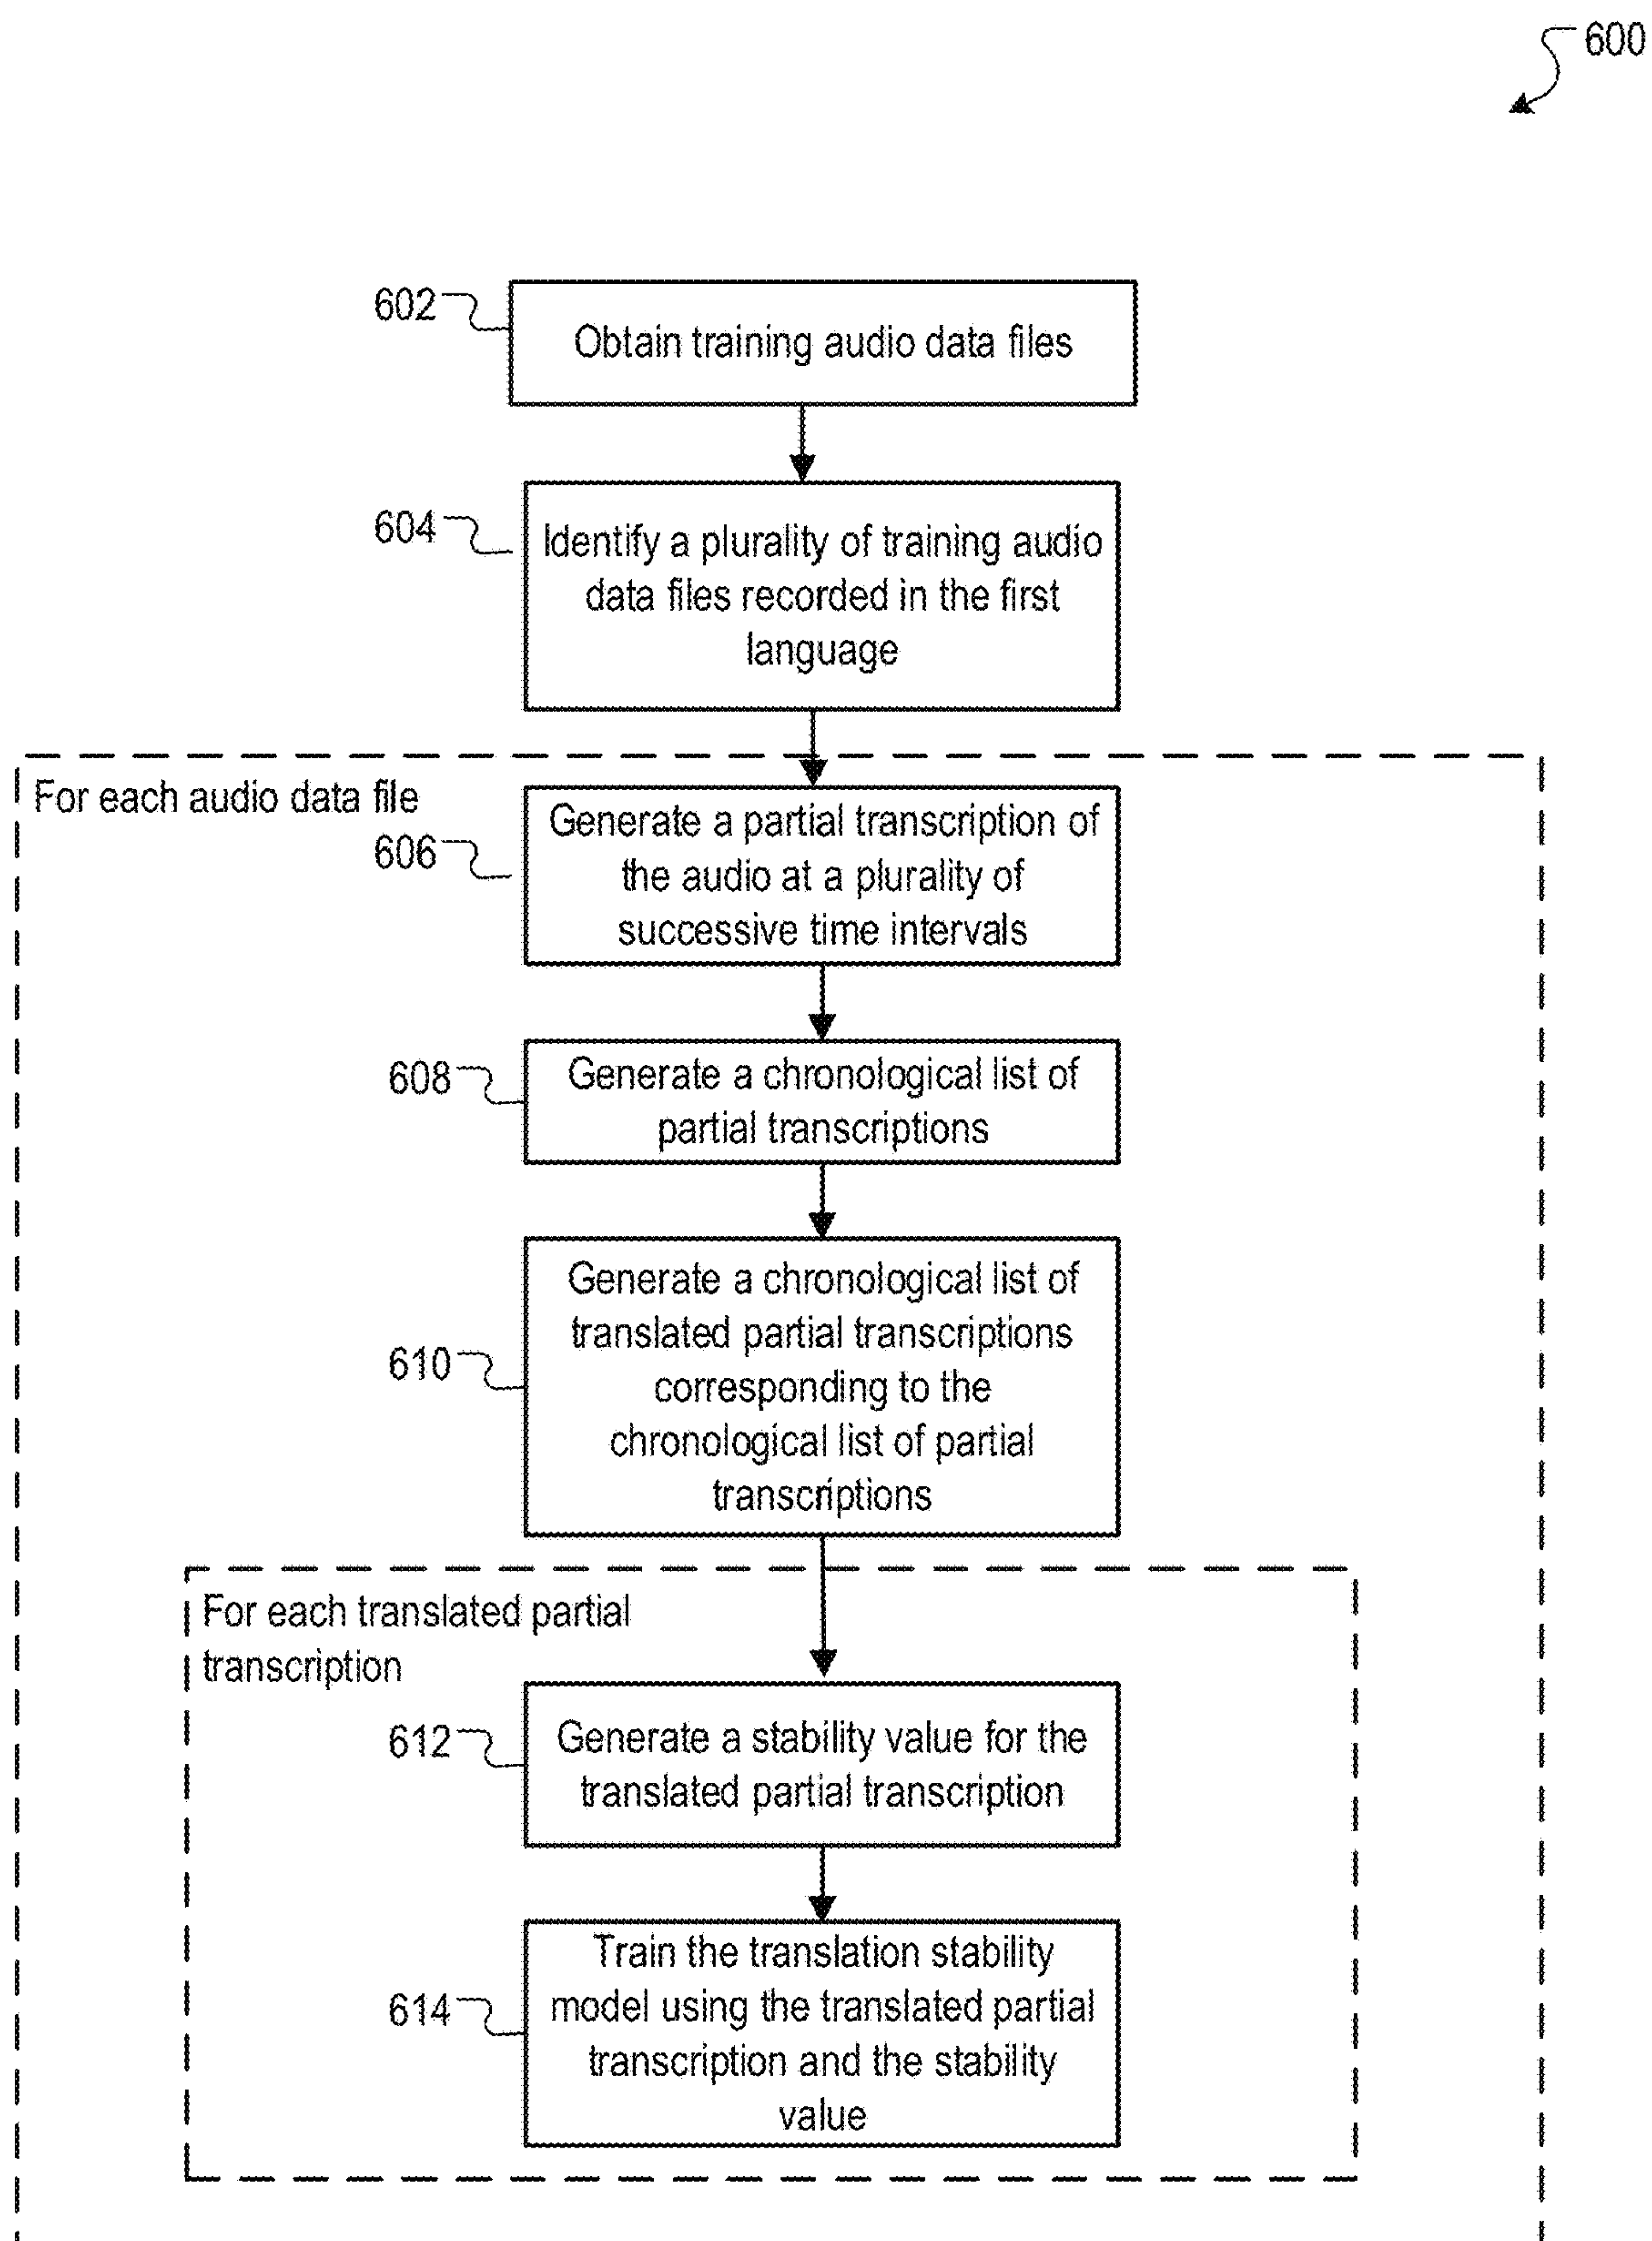 600
602
Obtain training audio data files
604
Identify a plurality of training audio
data files recorded in the first
language
For each audio data file
606
Generate a partial transcription of
the audio at a plurality of
successive time intervals
608
Generate a chronological list of
partial transcriptions
610
Generate a chronological list of
translated partial transcriptions
corresponding to the
chronological list of partial
transcriptions
For each translated partial
transcription
612
Generate a stability value for the
translated partial transcription
614
Train the translation stability
model using the translated partial
transcription and the stability
value